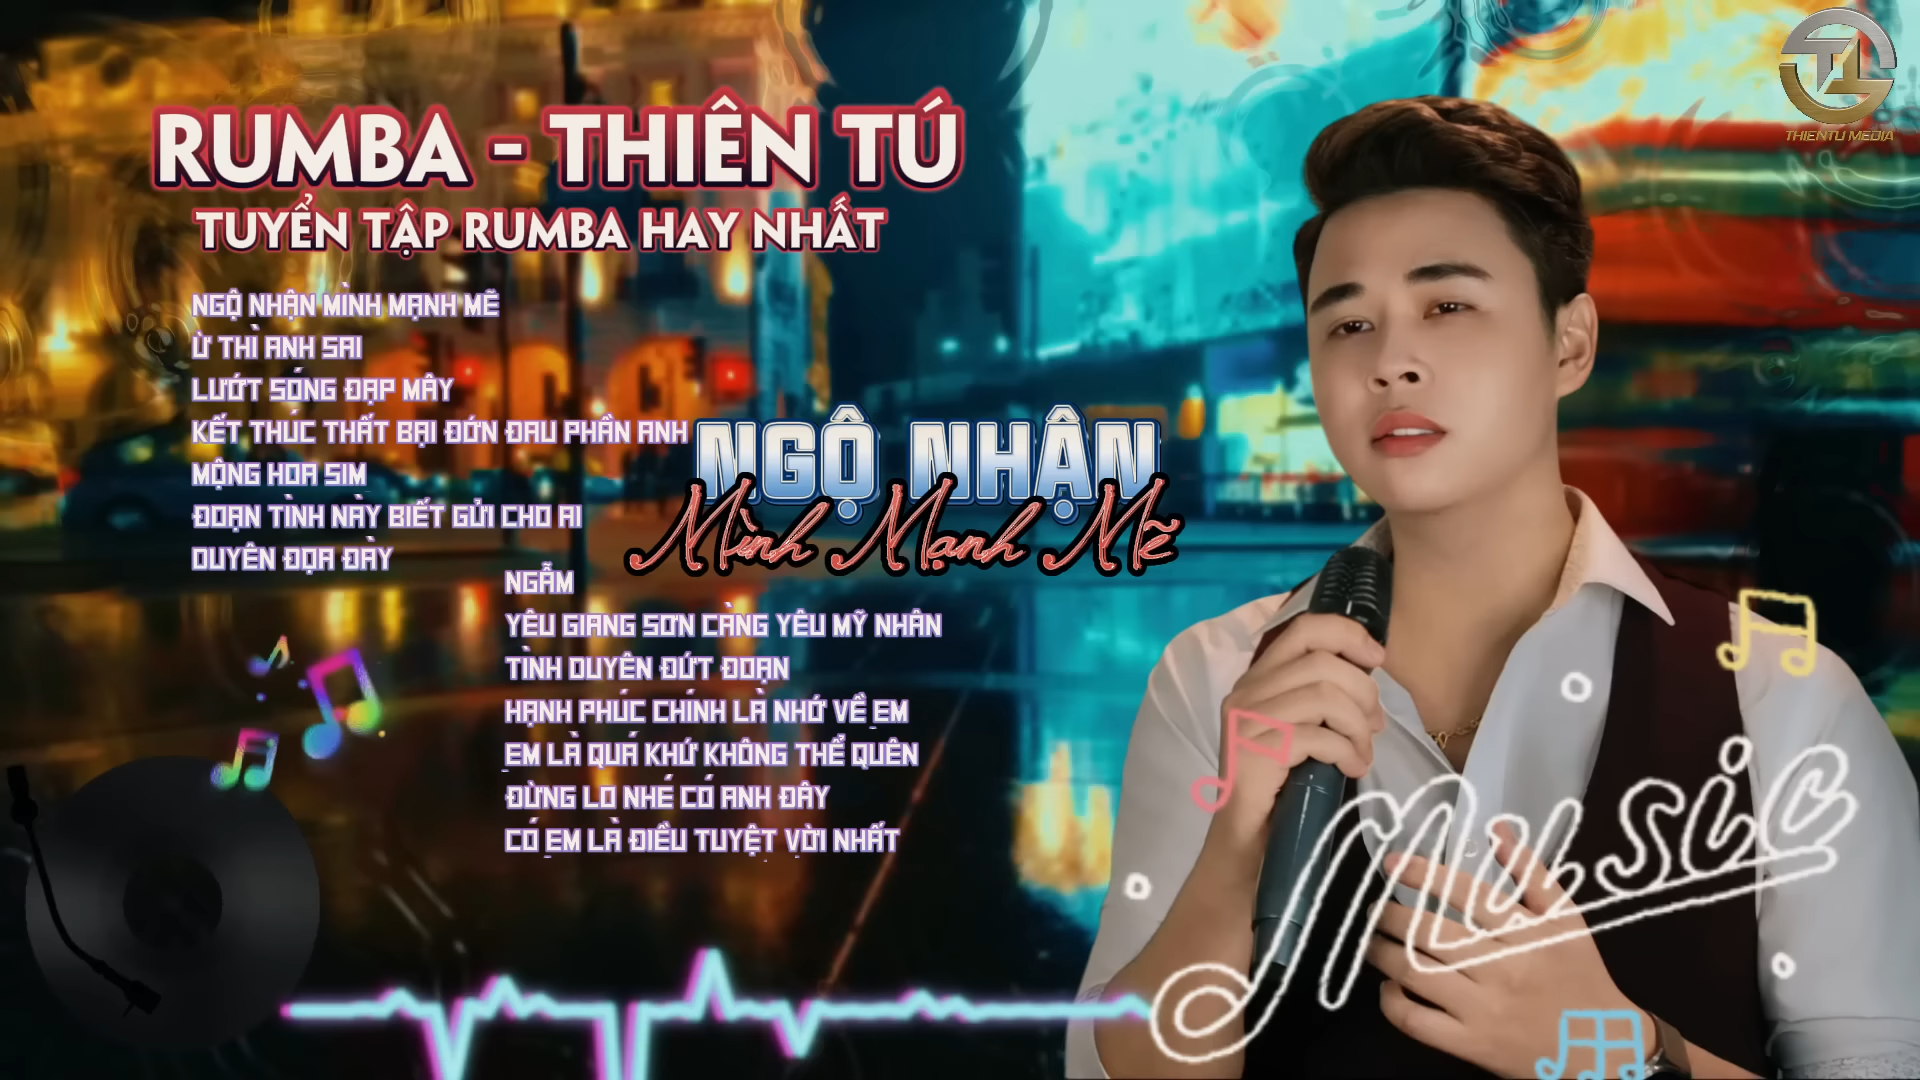 RUMBA - THIÊN TÚ
TUYỂN TẬP RUMBA HAY NHẤT
NGỘ NHẬN MÌNH MẠNH MẼ
Ừ THÌ ANH SAI
LƯỚT SÓNG ĐẠP MÂY
KẾT THÚC THẤT BẠI ĐỚN ĐAU PHẦN ANH
MỘNG HOA SIM
ĐOẠN TÌNH NÀY BIẾT GỬI CHO AI
DUYÊN ĐỌA ĐÀY
NGẪM
YÊU GIANG SƠN CÀNG YÊU MỸ NHÂN
TÌNH DUYÊN ĐỨT ĐOẠN
HẠNH PHÚC CHÍNH LÀ NHỚ VỀ EM
EM LÀ QUÁ KHỨ KHÔNG THỂ QUÊN
ĐỪNG LO NHÉ CÓ ANH ĐÂY
CÓ EM LÀ ĐIỀU TUYỆT VỜI NHẤT
NGỘ NHẬN
Mình Mạnh Mẽ
THIENTU MEDIA
Music